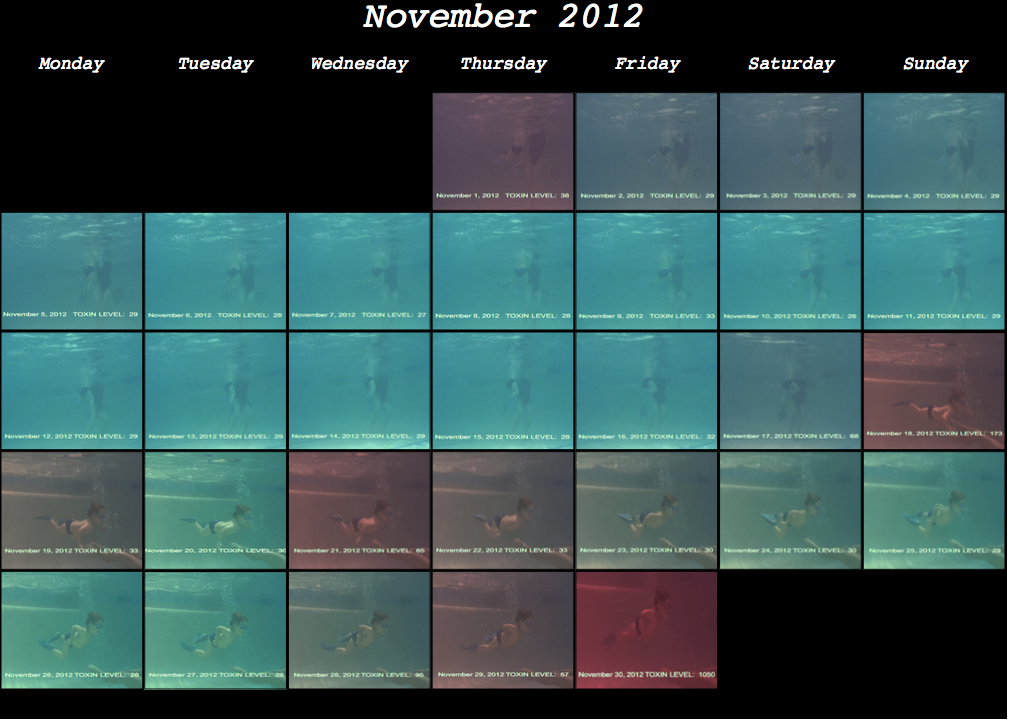 November 2012
Monday Tuesday Wednesday Thursday Friday Saturday Sunday
November 1, 2012 TOXIN LEVEL: 38
November 2, 2012 TOXIN LEVEL: 29
November 3, 2012 TOXIN LEVEL: 29
November 4, 2012 TOXIN LEVEL: 29
November 5, 2012 TOXIN LEVEL: 29
November 6, 2012 TOXIN LEVEL: 28
November 7, 2012 TOXIN LEVEL: 27
November 8, 2012 TOXIN LEVEL:
November 9, 2012 TOXIN LEVEL: 33
November 10, 2012 TOXIN LEVEL: 28
November 11, 2012 TOXIN LEVEL: 29
November 12, 2012 TOXIN LEVEL: 29
November 13, 2012 TOXIN LEVEL: 29
November 14, 2012 TOXIN LEVEL: 29
November 15, 2012 TOXIN LEVEL:
November 16, 2012 TOXIN LEVEL: 32
November 17, 2012 TOXIN LEVEL:
November 18, 2012 TOXIN LEVEL: 173
November 19, 2012 TOXIN LEVEL: 33
November 20, 2012 TOXIN LEVEL: 30
November 21, 2012 TOXIN LEVEL:
November 22, 2012 TOXIN LEVEL: 33
November 23, 2012 TOXIN LEVEL: 30
November 24, 2012 TOXIN LEVEL: 30
November 25, 2012 TOXIN LEVEL: 29
November 26, 2012 TOXIN LEVEL:
November 27, 2012 TOXIN LEVEL:
November 28, 2012 TOXIN LEVEL:
November 29, 2012 TOXIN LEVEL: 57
November 30, 2012 TOXIN LEVEL: 1050